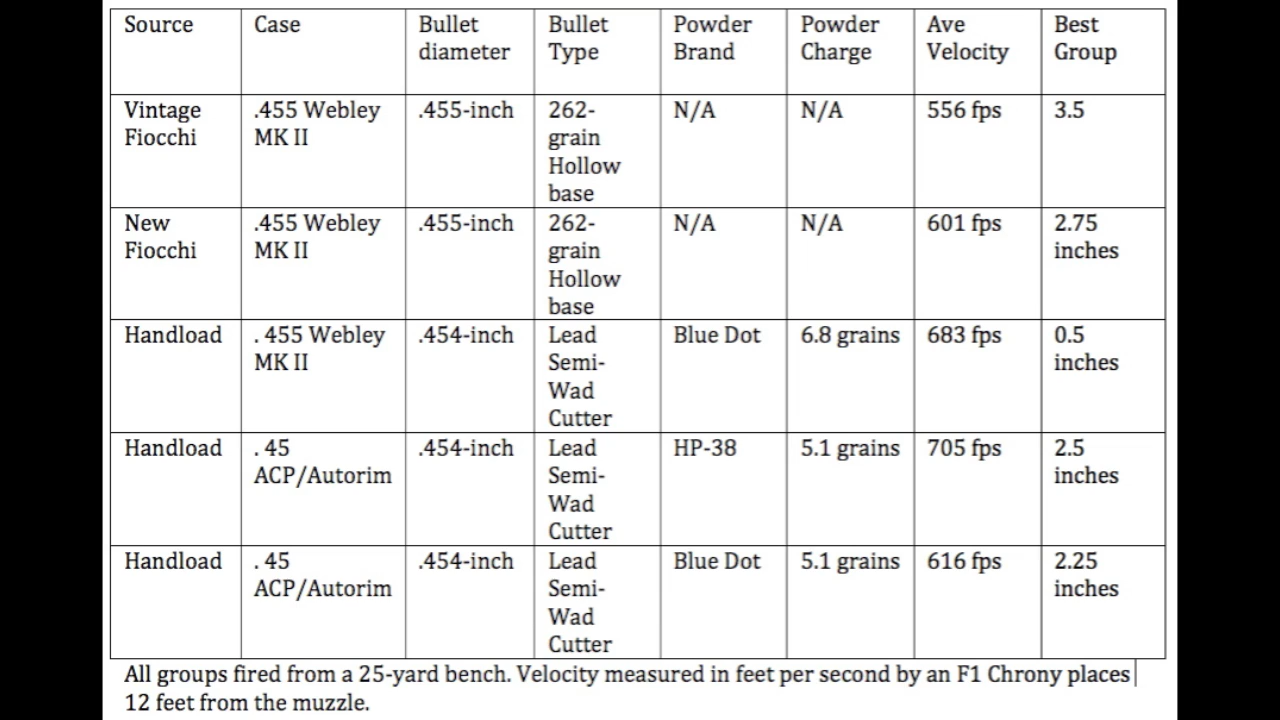 Source Case Bullet diameter Bullet Type Powder Brand Powder Charge Ave Velocity Best Group
Vintage Fiocchi .455 Webley MK II .455-inch 262-grain Hollow base N/A N/A 556 fps 3.5
New Fiocchi .455 Webley MK II .455-inch 262-grain Hollow base N/A N/A 601 fps 2.75 inches
Handload . 455 Webley MK II .454-inch Lead Semi-Wad Cutter Blue Dot 6.8 grains 683 fps 0.5 inches
Handload . 45 ACP/Autorim .454-inch Lead Semi-Wad Cutter HP-38 5.1 grains 705 fps 2.5 inches
Handload . 45 ACP/Autorim .454-inch Lead Semi-Wad Cutter Blue Dot 5.1 grains 616 fps 2.25 inches
All groups fired from a 25-yard bench. Velocity measured in feet per second by an F1 Chrony places
12 feet from the muzzle.